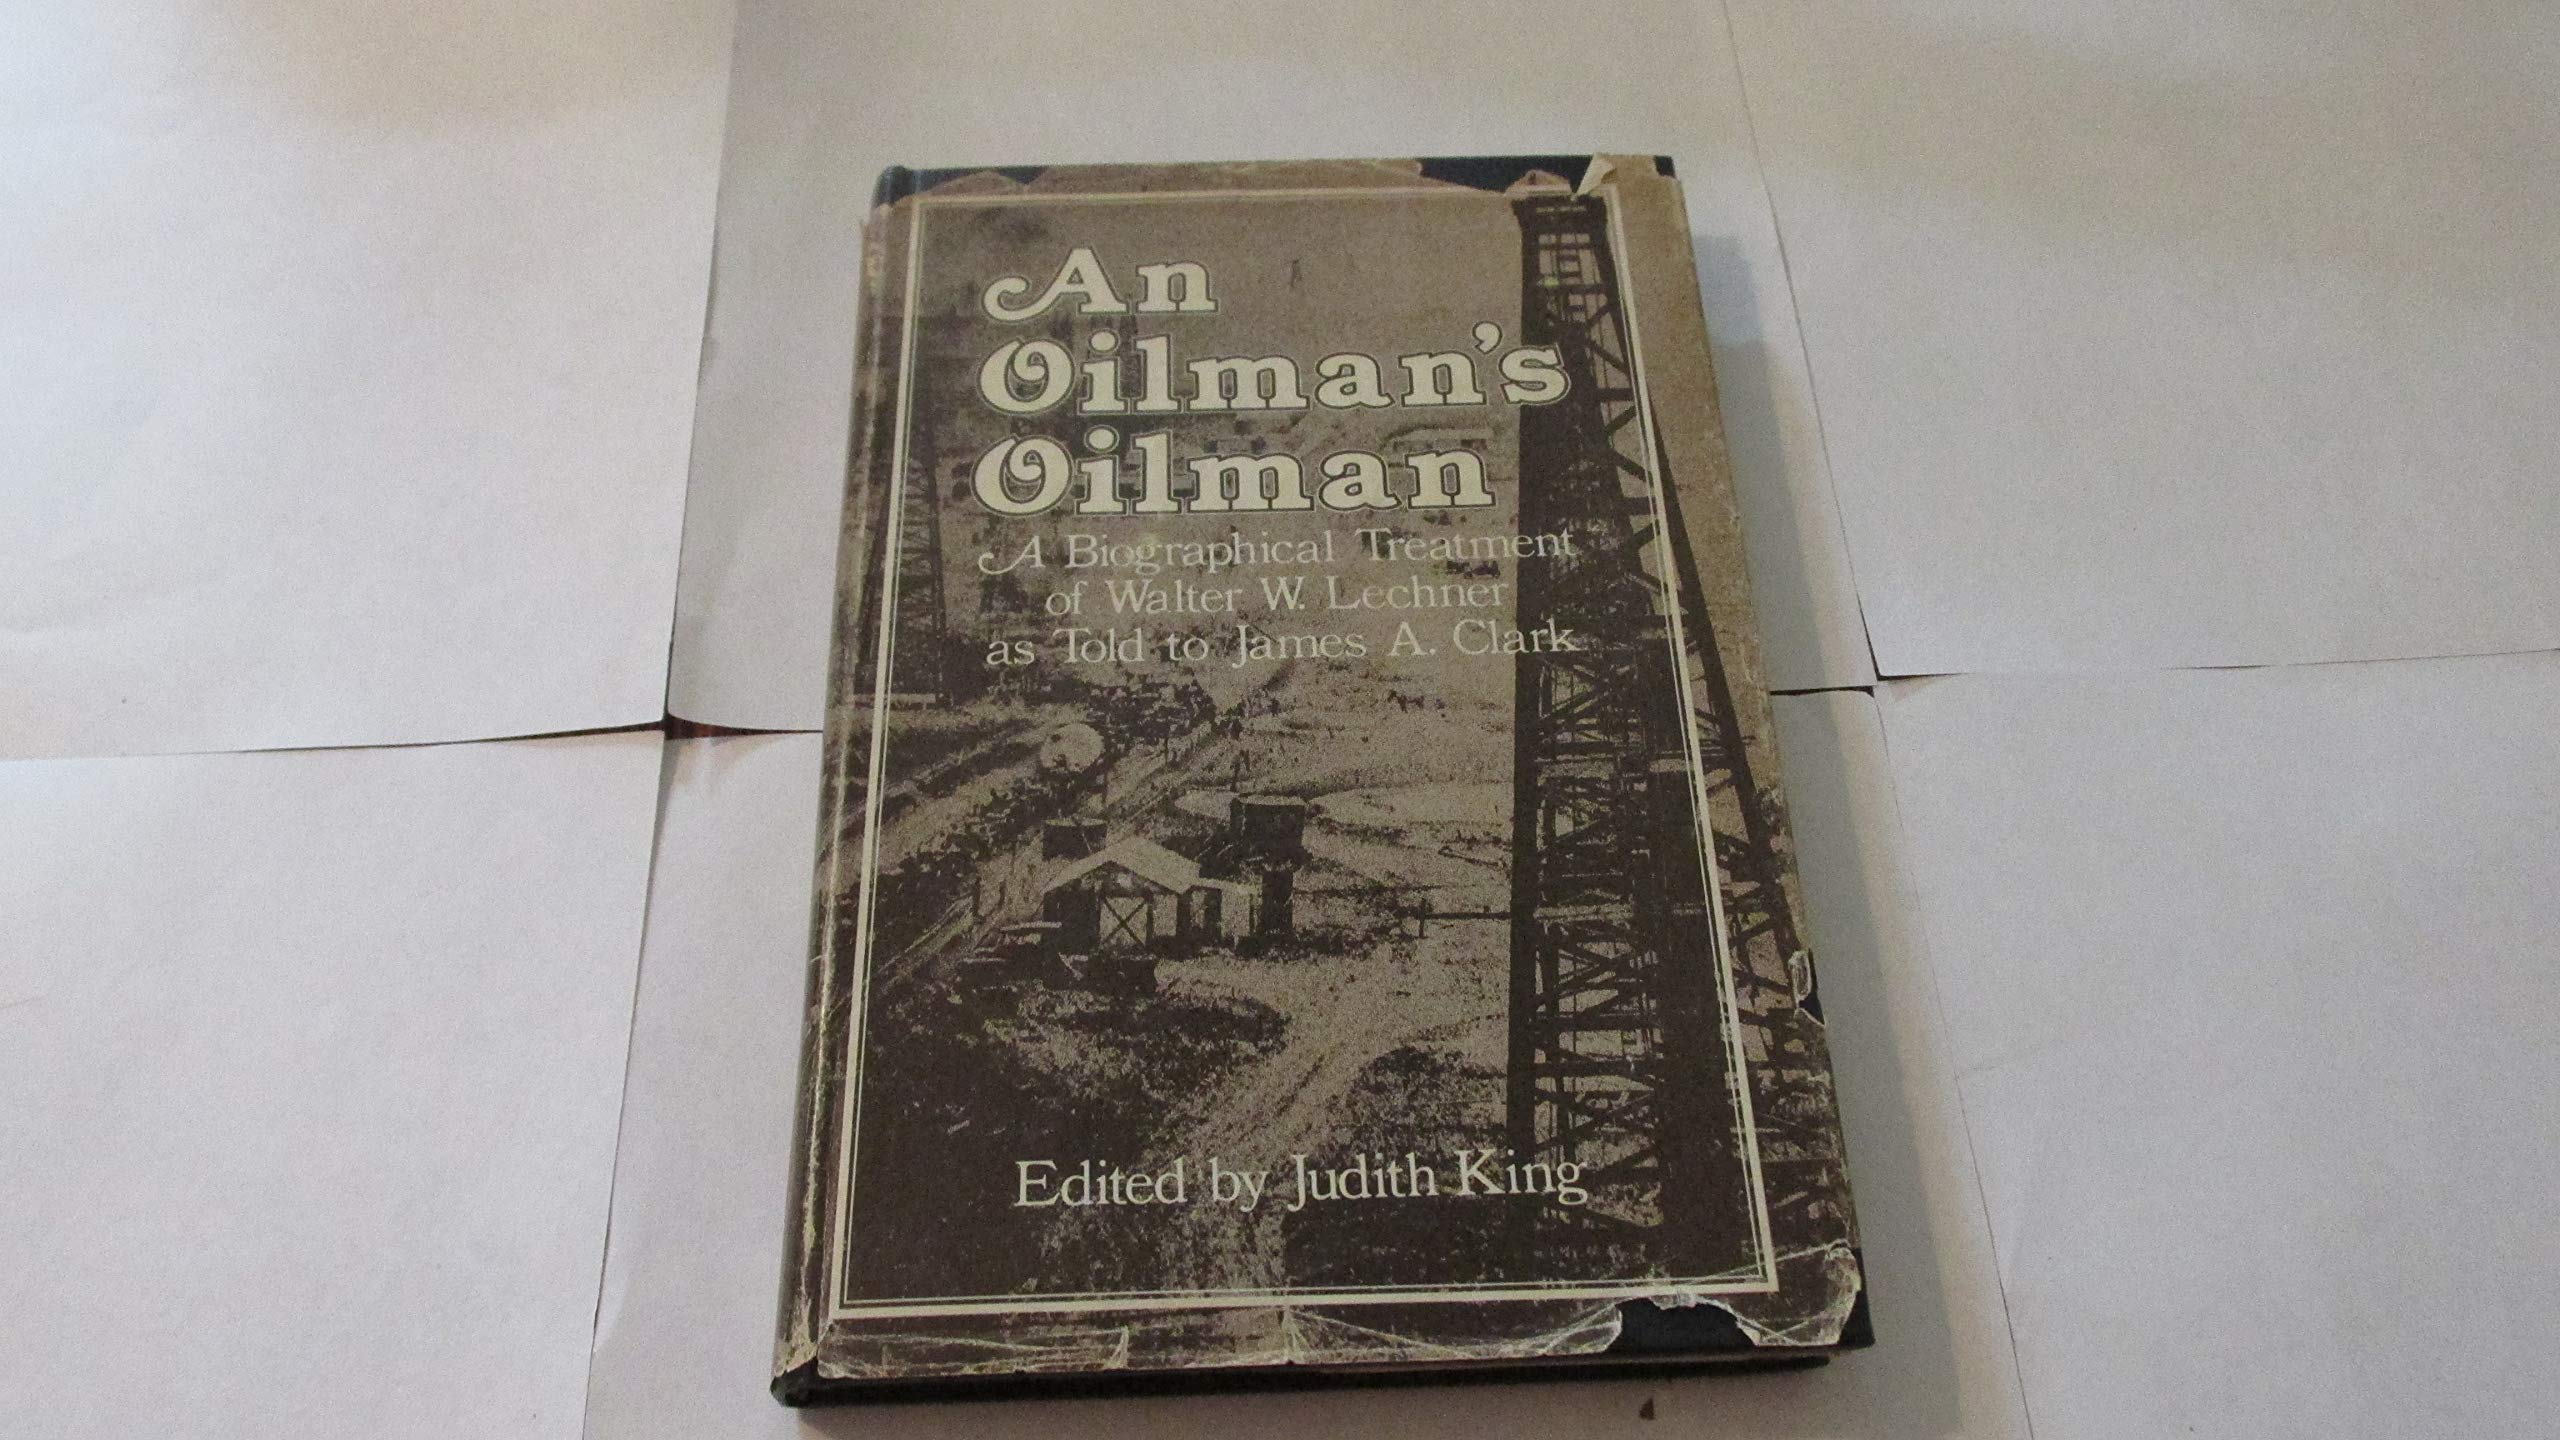 An
Oilman's
Oilman
A Biographical Treatment
of Walter W. Lechner
as Told to James A. Clark
Edited by Judith King